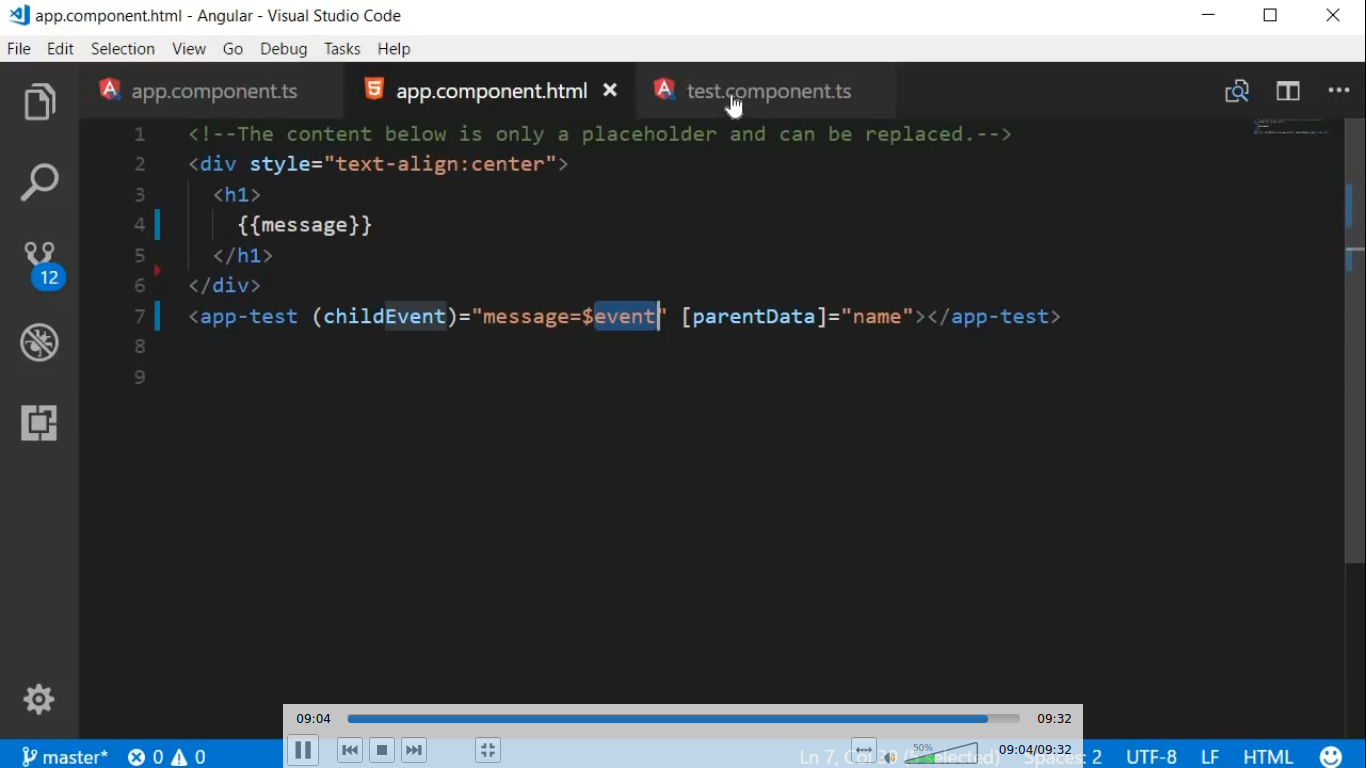 app.component.html - Angular - Visual Studio Code
File Edit Selection View Go Debug Tasks Help
app.component.ts app.component.html test.component.ts
1 <!--The content below is only a placeholder and can be replaced.-->
2 <div style="text-align:center">
3 <h1>
4 {{message}}
5 </h1>
6 </div>
7 <app-test (childEvent)="message=$event" [parentData]="name"></app-test>
8
9
12
09:04 09:32
50% 09:04/09:32
master* 0 0 Ln 7, Col 39 (5 selected) Spaces: 2 UTF-8 LF HTML